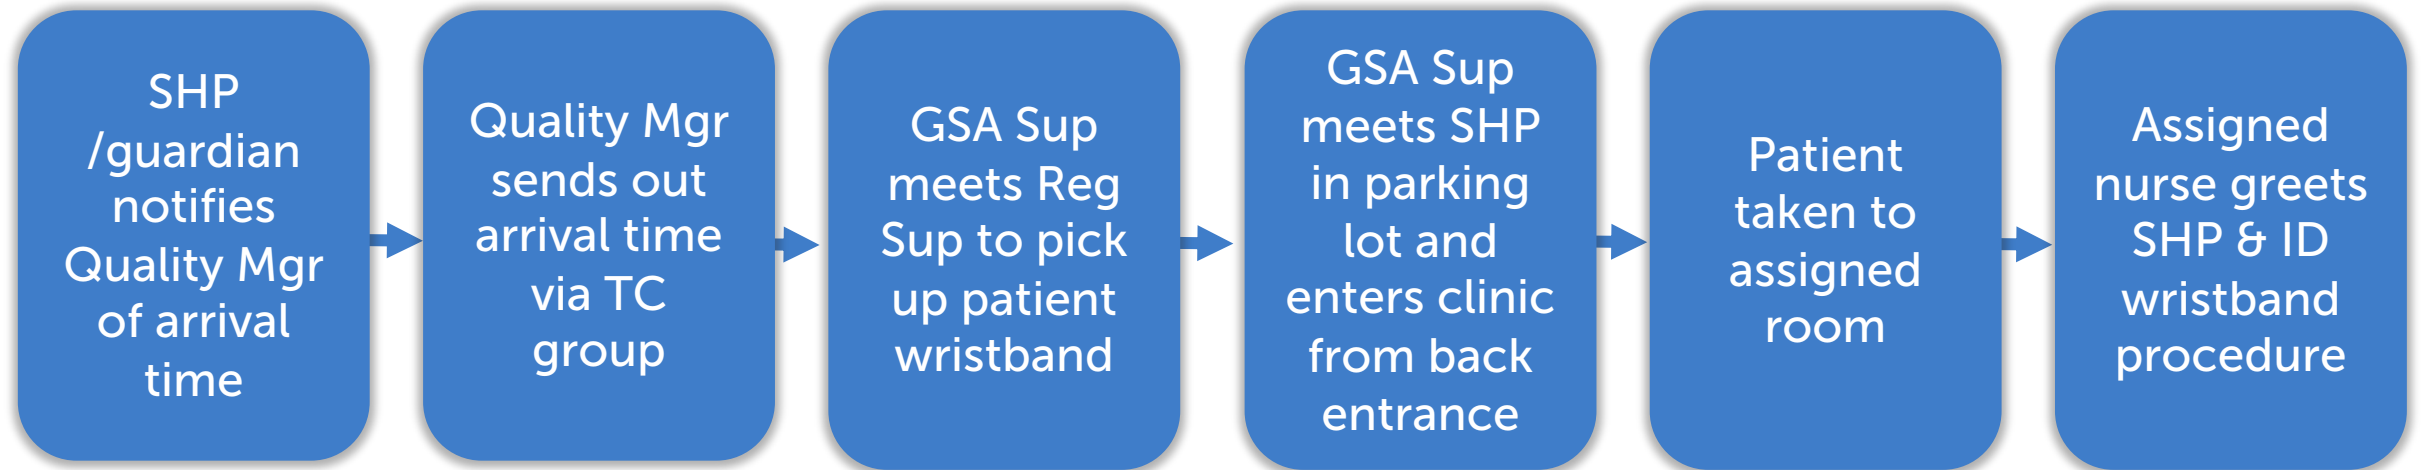 SHP
/guardian
notifies
Quality Mgr
of arrival
time
Quality Mgr
sends out
arrival time
via TC
group
GSA Sup
meets Reg
Sup to pick
up patient
wristband
GSA Sup
meets SHP
in parking
lot and
enters clinic
from back
entrance
Patient
taken to
assigned
room
Assigned
nurse greets
SHP & ID
wristband
procedure